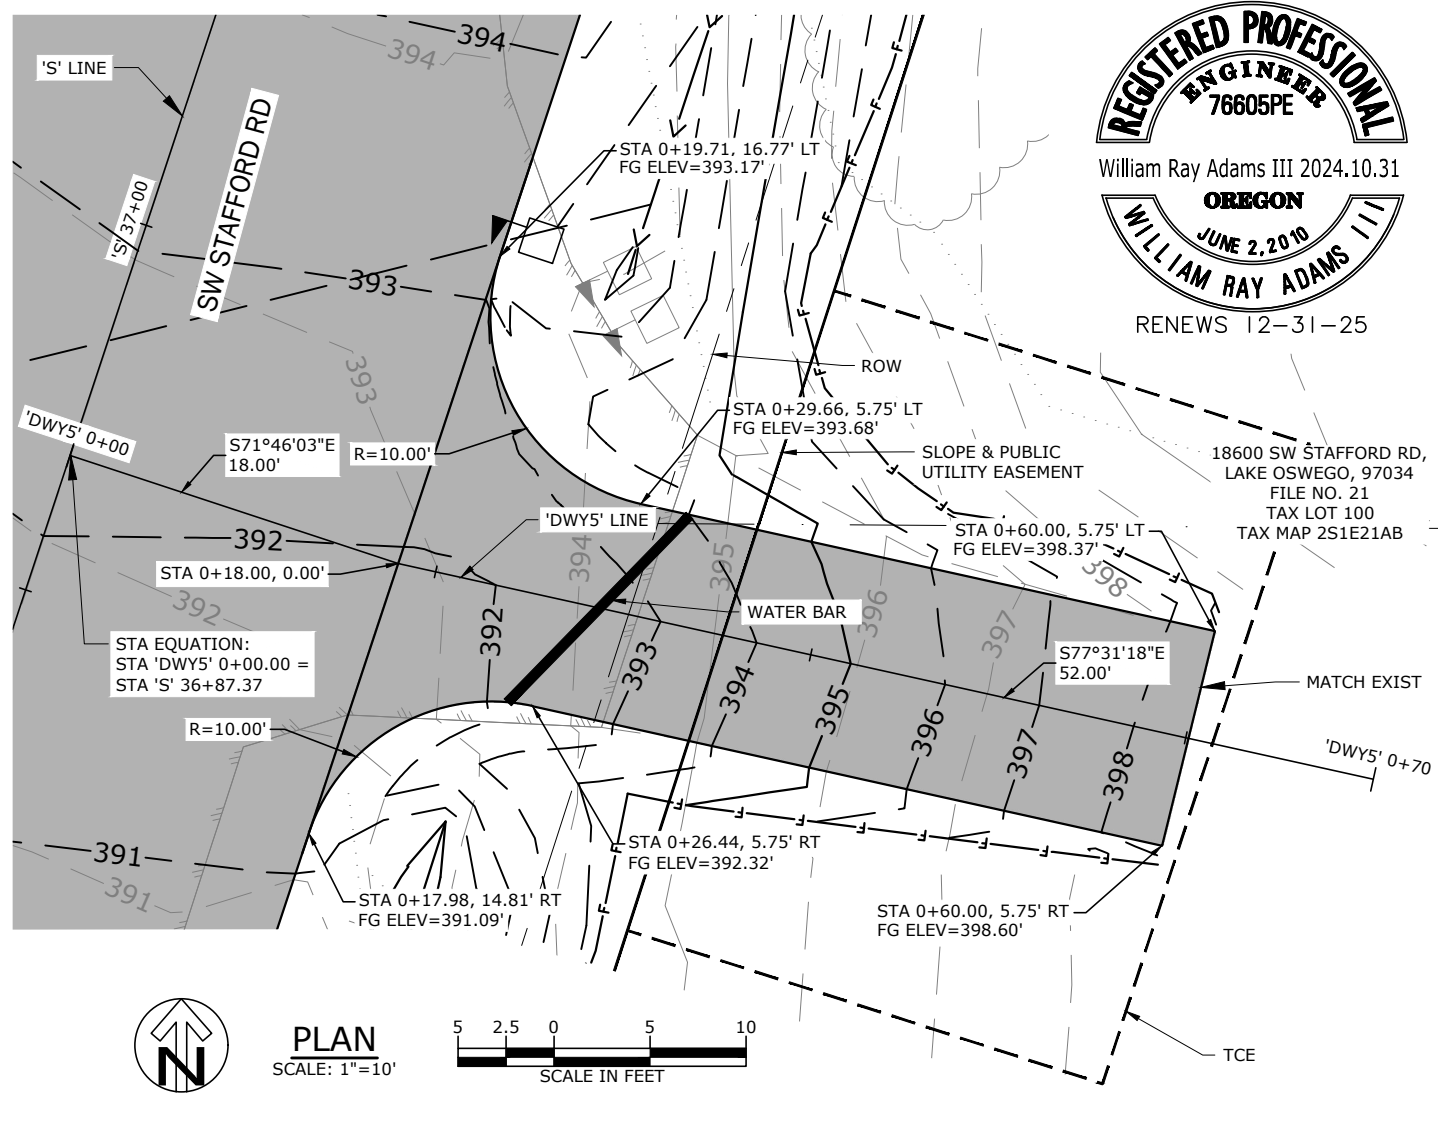 394
394
'S' LINE
SW STAFFORD RD
'S' 37+00
STA 0+19.71, 16.77' LT
FG ELEV=393.17'
F
F
F
F
F
F
REGISTERED PROFESSIONAL
ENGINEER
76605PE
William Ray Adams III 2024.10.31
OREGON
JUNE 2, 2010
WILLIAM RAY ADAMS III
RENEWS 12-31-25
393
393
ROW
'DWY5' 0+00
S71°46'03"E
18.00'
R=10.00'
STA 0+29.66, 5.75' LT
FG ELEV=393.68'
SLOPE & PUBLIC
UTILITY EASEMENT
F
F
F
F
18600 SW STAFFORD RD,
LAKE OSWEGO, 97034
FILE NO. 21
TAX LOT 100
TAX MAP 2S1E21AB
'DWY5' LINE
STA 0+60.00, 5.75' LT
FG ELEV=398.37'
392
STA 0+18.00, 0.00'
392
394
395
396
397
398
392
WATER BAR
STA EQUATION:
STA 'DWY5' 0+00.00 =
STA 'S' 36+87.37
393
394
395
396
397
398
S77°31'18"E
52.00'
MATCH EXIST
'DWY5' 0+70
R=10.00'
F
F
F
F
F
F
F
F
F
F
391
391
STA 0+26.44, 5.75' RT
FG ELEV=392.32'
STA 0+17.98, 14.81' RT
FG ELEV=391.09'
STA 0+60.00, 5.75' RT
FG ELEV=398.60'
N
PLAN
SCALE: 1"=10'
5 2.5 0 5 10
SCALE IN FEET
TCE